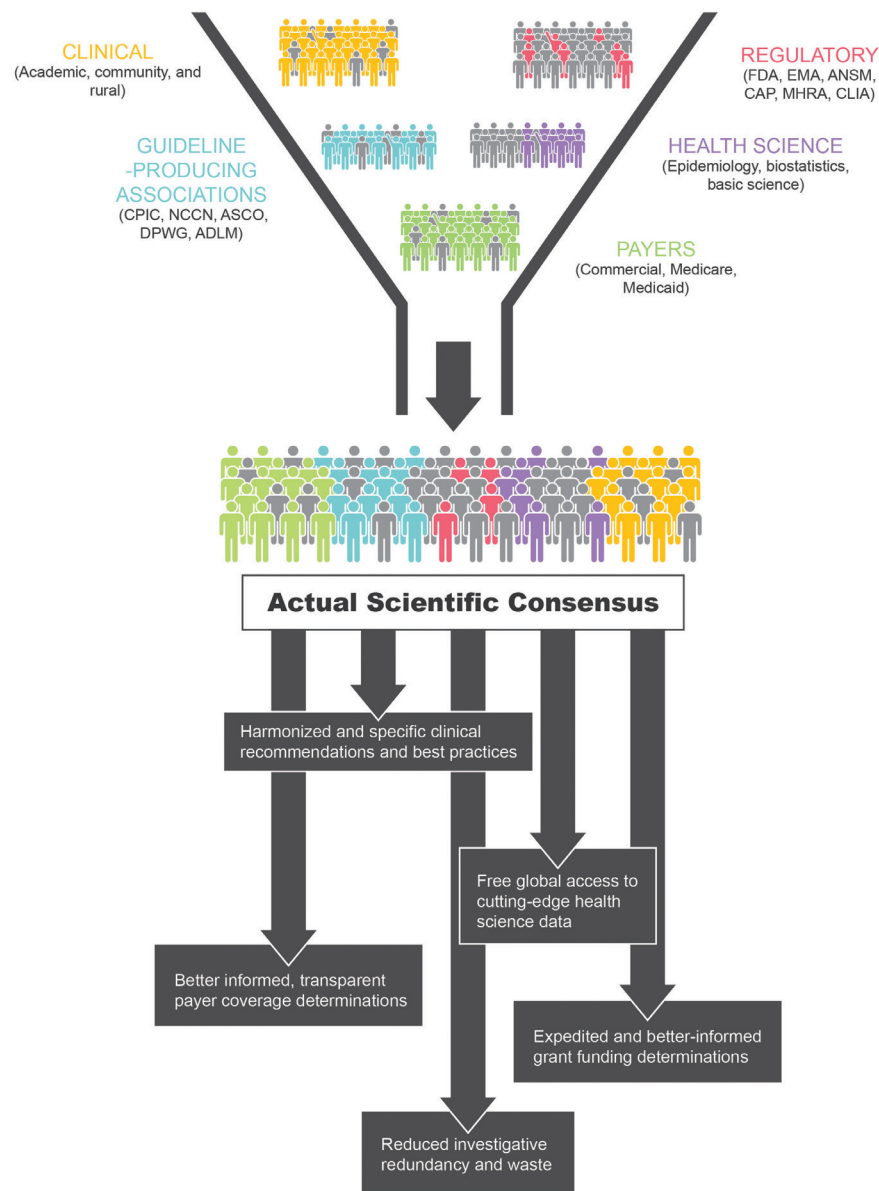 CLINICAL
(Academic, community, and
rural)
REGULATORY
(FDA, EMA, ANSM,
CAP, MHRA, CLIA)
GUIDELINE
-PRODUCING
ASSOCIATIONS
(CPIC, NCCN, ASCO,
DPWG, ADLM)
HEALTH SCIENCE
(Epidemiology, biostatistics,
basic science)
PAYERS
(Commercial, Medicare,
Medicaid)
Actual Scientific Consensus
Harmonized and specific clinical
recommendations and best practices
Free global access to
cutting-edge health
science data
Better informed, transparent
payer coverage determinations
Expedited and better-informed
grant funding determinations
Reduced investigative
redundancy and waste